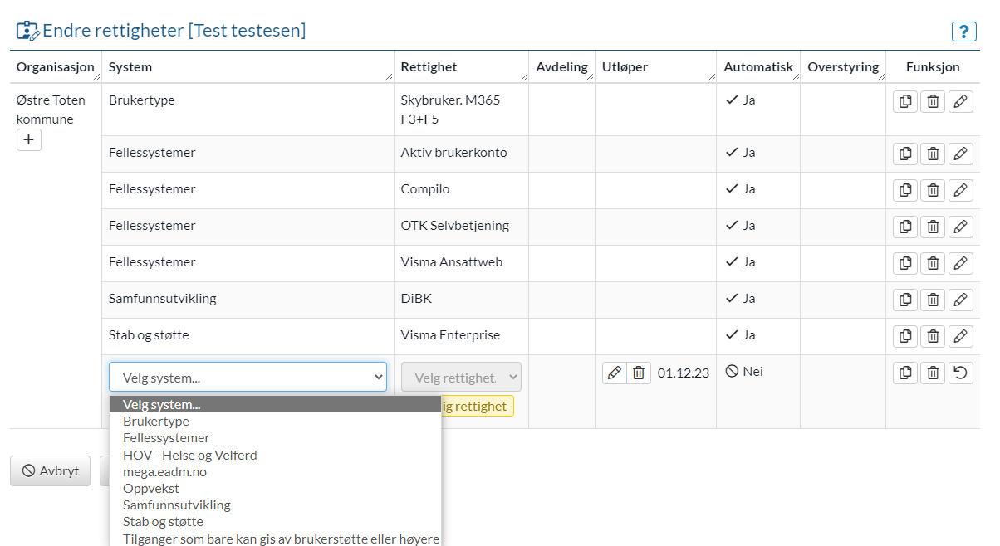 Endre rettigheter [Test testesen]
?
Organisasjon System Rettighet Avdeling Utløper Automatisk Overstyring Funksjon
Østre Toten kommune Brukertype Skybruker. M365 F3+F5 Ja
+
Fellessystemer Aktiv brukerkonto Ja
Fellessystemer Compilo Ja
Fellessystemer OTK Selvbetjening Ja
Fellessystemer Visma Ansattweb Ja
Samfunnsutvikling DiBK Ja
Stab og støtte Visma Enterprise Ja
Velg system... Velg rettighet. 01.12.23 Nei
Velg system... rettighet
Brukertype
Fellessystemer
HOV - Helse og Velferd
mega.eadm.no
Avbryt
Oppvekst
Samfunnsutvikling
Stab og støtte
Tilganger som bare kan gis av brukerstøtte eller høyere